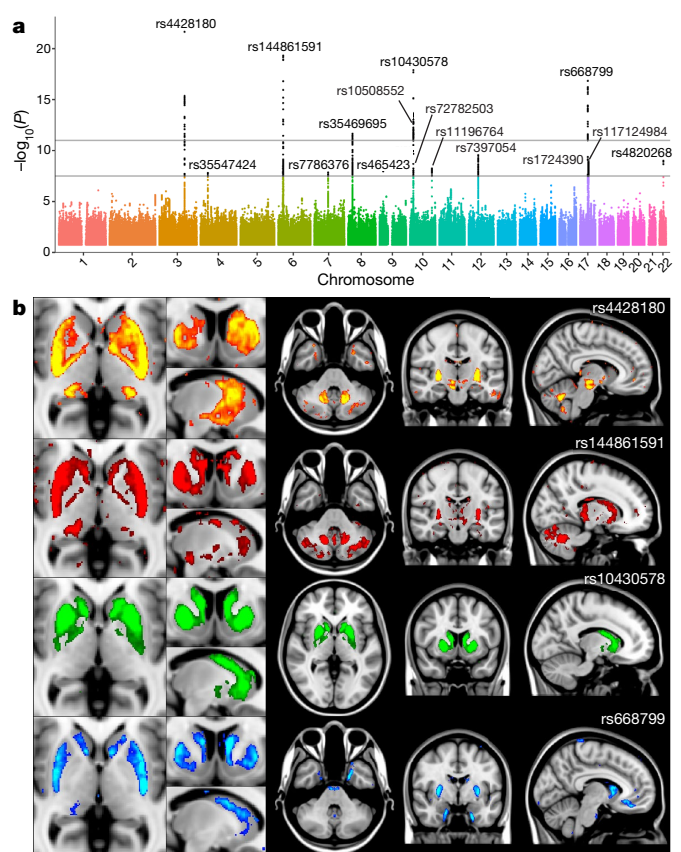 a
rs4428180
rs144861591
rs10430578
rs668799
rs10508552
rs72782503
rs35469695
rs11196764
rs117124984
rs7397054
rs35547424
rs7786376
rs465423
rs1724390
rs4820268
−log10(P)
20
15
10
5
0
1 2 3 4 5 6 7 8 9 10 11 12 13 14 15 16 17 18 19 20 21 22
Chromosome
b
rs4428180
rs144861591
rs10430578
rs668799